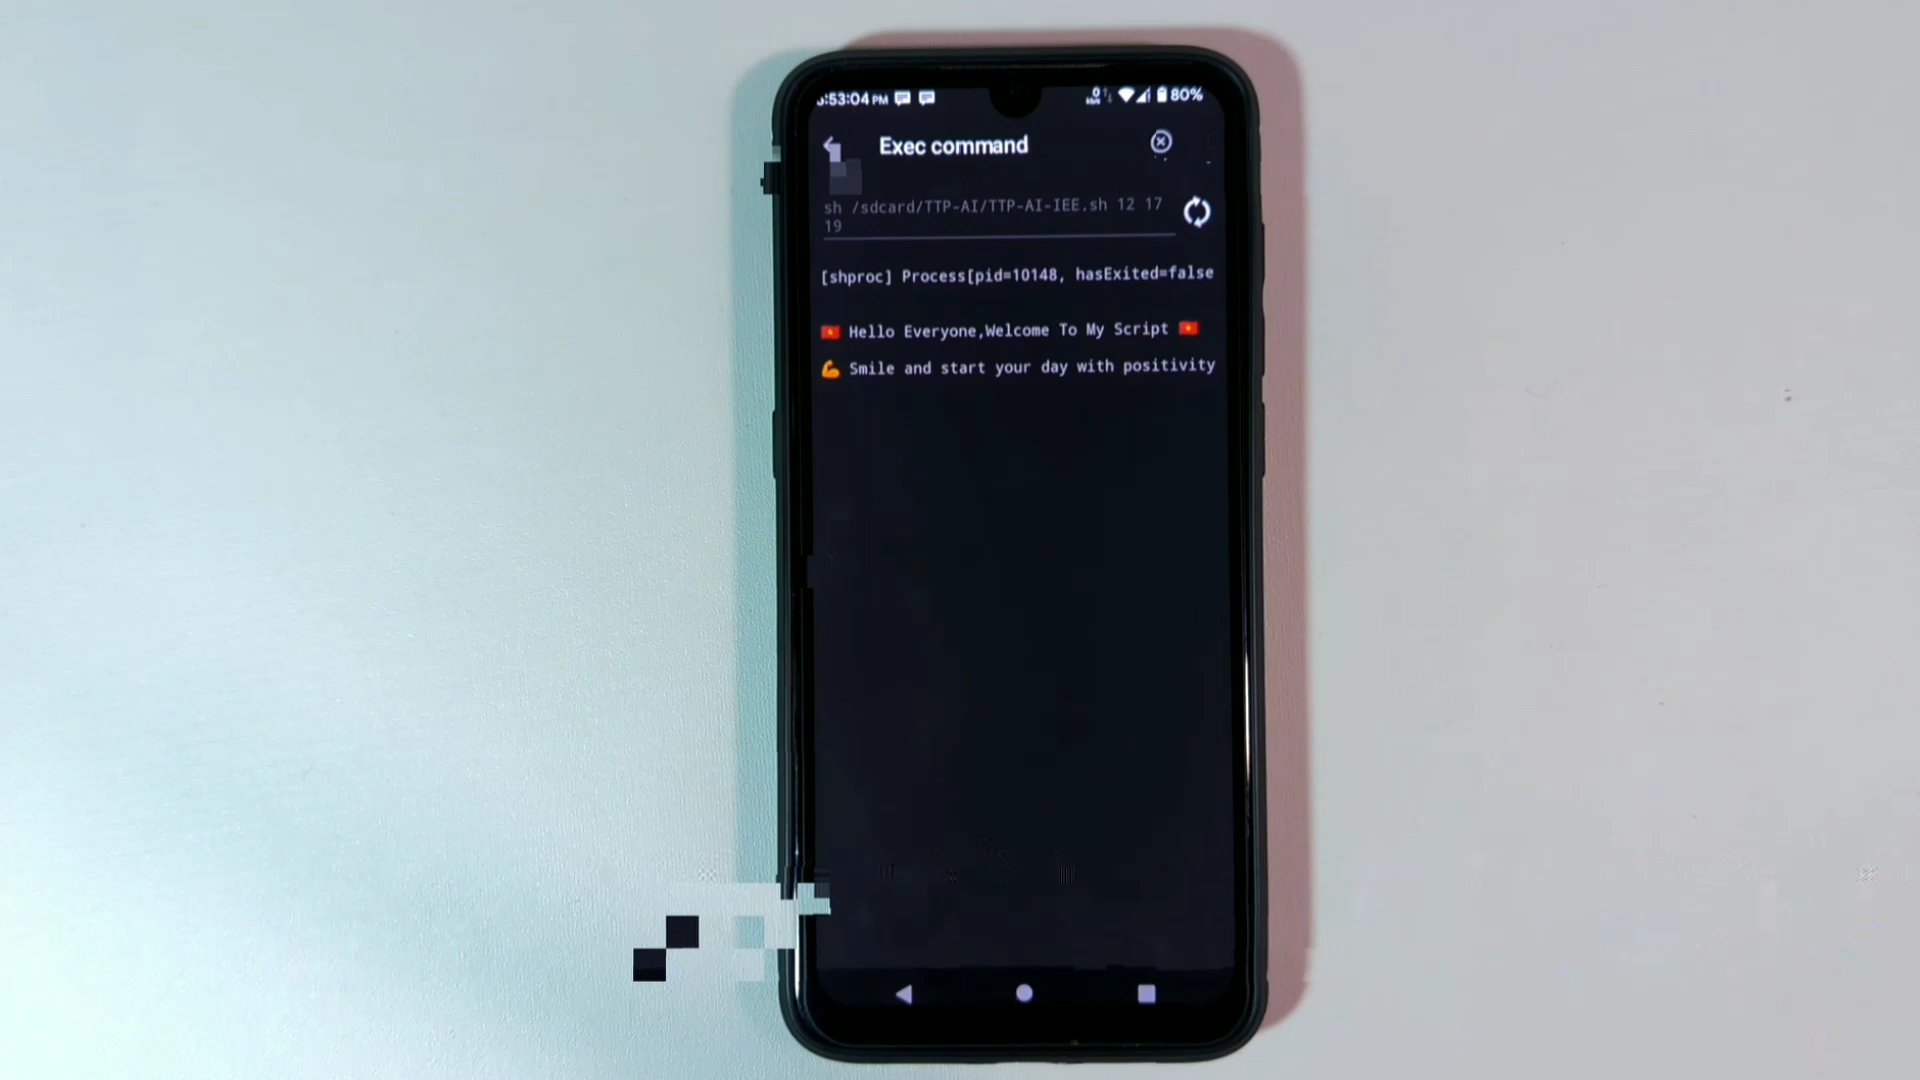 :53:04 PM 80%
Exec command
sh /sdcard/TTP-AI/TTP-AI-IEE.sh 12 17
19
[shproc] Process[pid=10148, hasExited=false
🇻🇳 Hello Everyone,Welcome To My Script 🇻🇳
💪 Smile and start your day with positivity